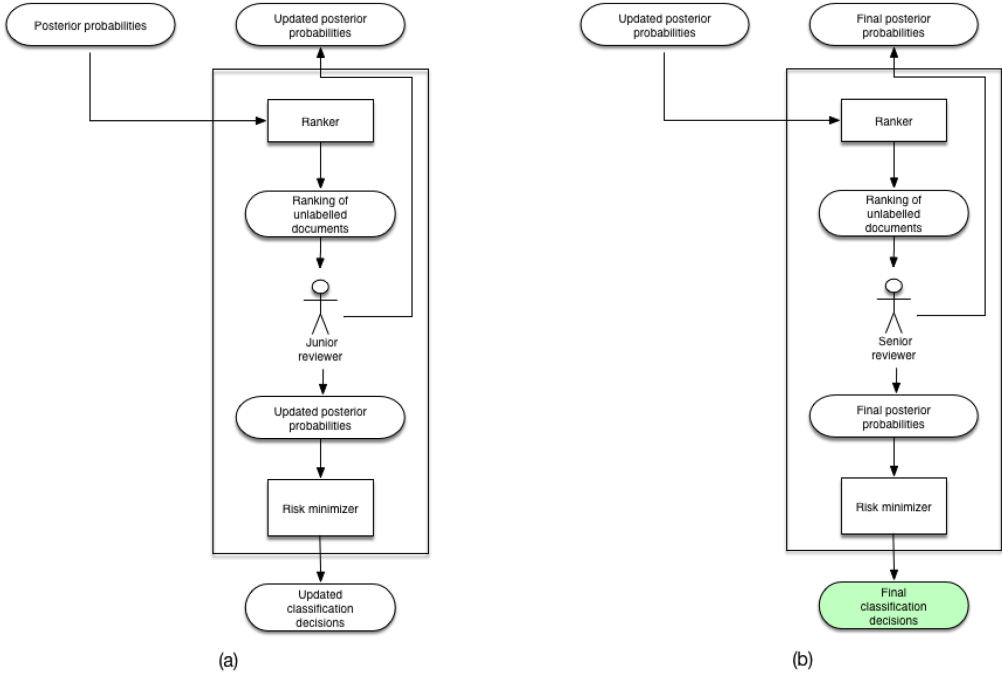 Posterior probabilities
Updated posterior
probabilities
Ranker
Ranking of
unlabelled
documents
Junior
reviewer
Updated posterior
probabilities
Risk minimizer
Updated
classification
decisions
(a)
Updated posterior
probabilities
Final posterior
probabilities
Ranker
Ranking of
unlabelled
documents
Senior
reviewer
Final posterior
probabilities
Risk minimizer
Final
classification
decisions
(b)